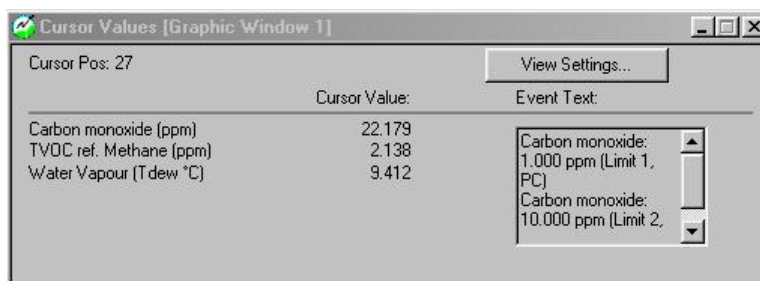 Cursor Values [Graphic Window 1]
Cursor Pos: 27
View Settings...
Cursor Value:
Event Text:
Carbon monoxide (ppm) 22.179
TVOC ref. Methane (ppm) 2.138
Water Vapour (Tdew °C) 9.412
Carbon monoxide:
1.000 ppm (Limit 1,
PC)
Carbon monoxide:
10.000 ppm (Limit 2,